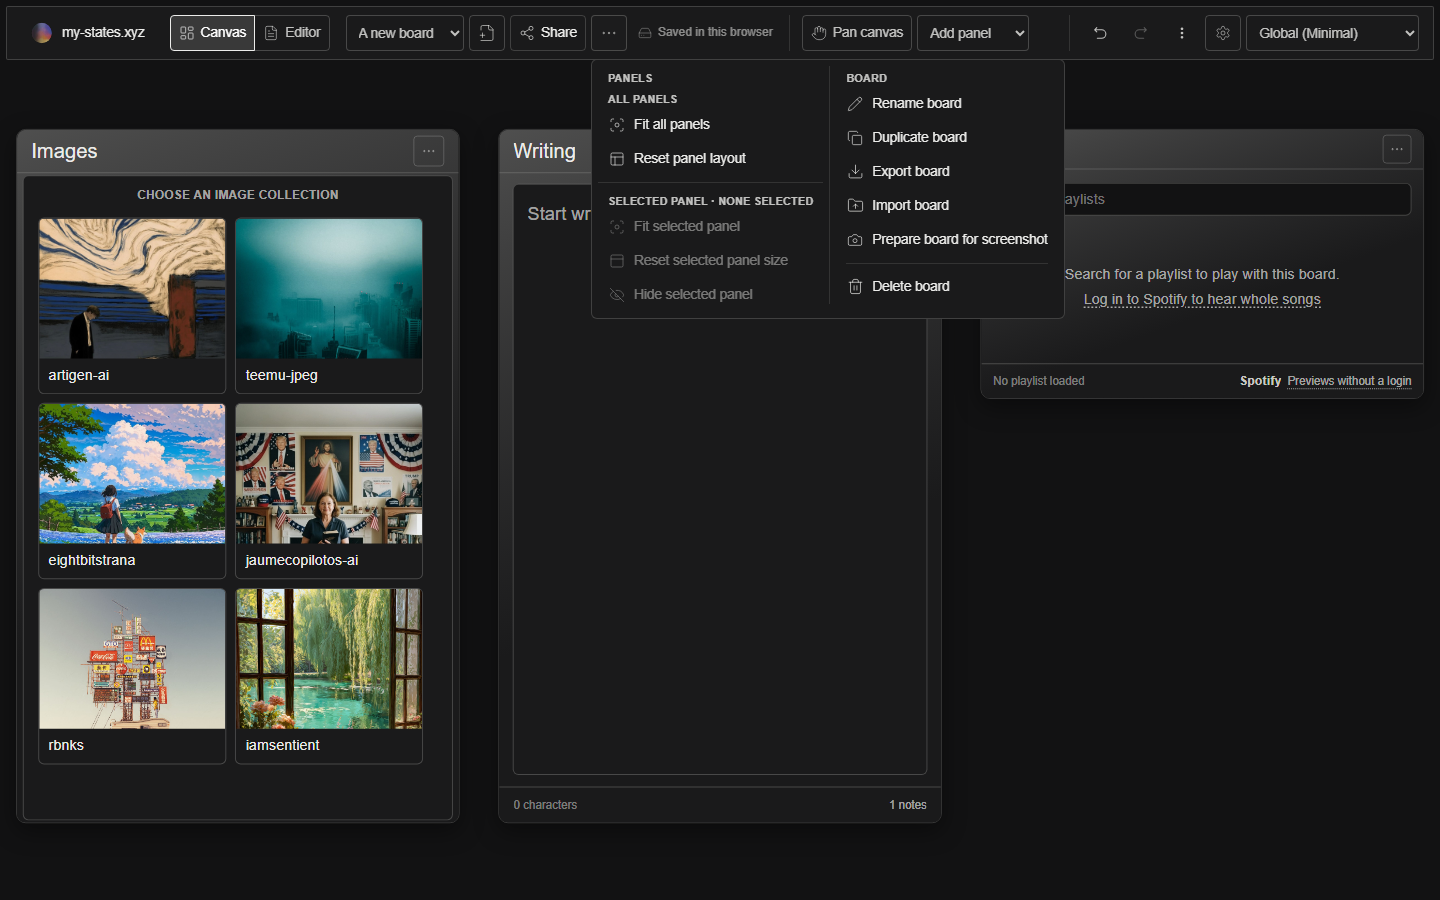 my-states.xyz
Canvas
Editor
A new board
Share
Saved in this browser
Pan canvas
Add panel
Global (Minimal)
PANELS
ALL PANELS
Fit all panels
Reset panel layout
SELECTED PANEL · NONE SELECTED
Fit selected panel
Reset selected panel size
Hide selected panel
BOARD
Rename board
Duplicate board
Export board
Import board
Prepare board for screenshot
Delete board
Images
CHOOSE AN IMAGE COLLECTION
artigen-ai
teemu-jpeg
eightbitstrana
jaumecopilotos-ai
rbnks
iamsentient
Writing
Start wr
0 characters
1 notes
aylists
Search for a playlist to play with this board.
Log in to Spotify to hear whole songs
No playlist loaded
Spotify Previews without a login